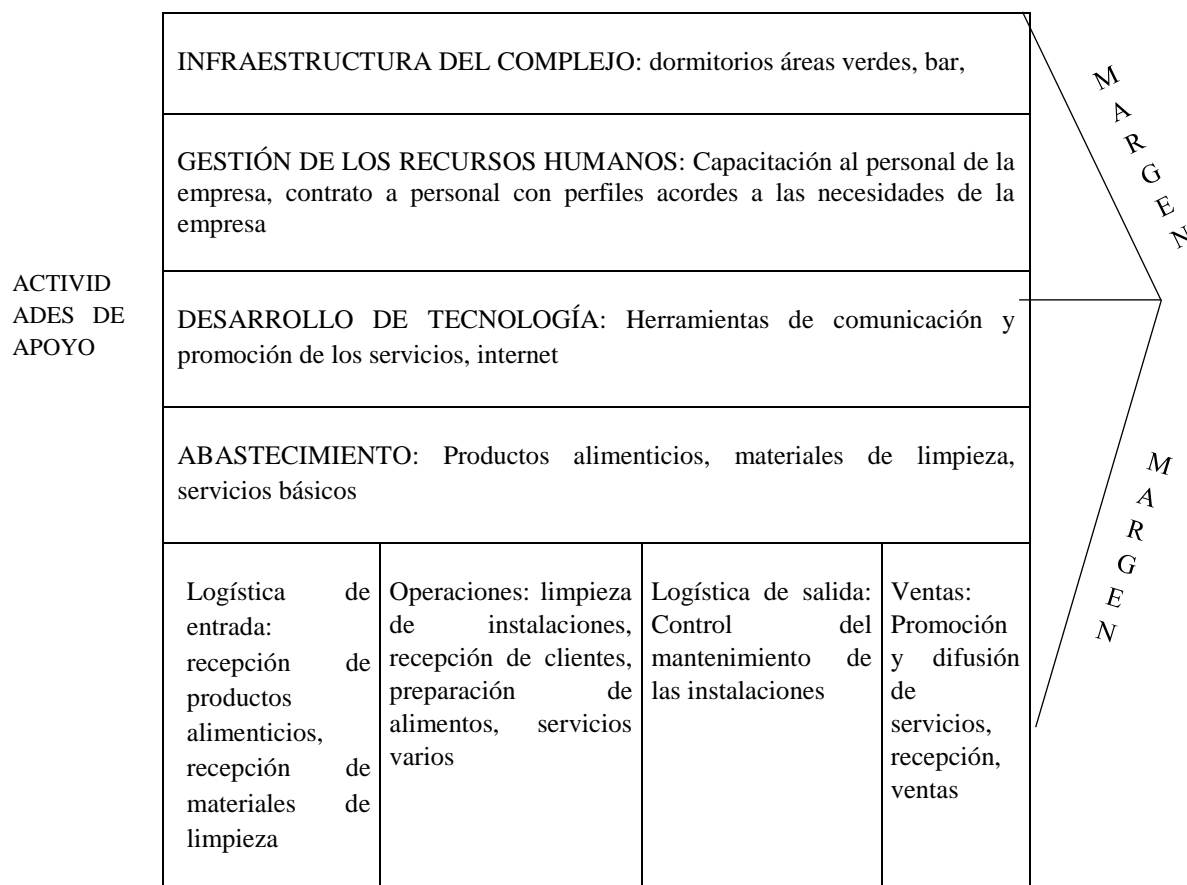 INFRAESTRUCTURA DEL COMPLEJO: dormitorios áreas verdes, bar,
GESTIÓN DE LOS RECURSOS HUMANOS: Capacitación al personal de la
empresa, contrato a personal con perfiles acordes a las necesidades de la
empresa
ACTIVID
ADES DE
APOYO
DESARROLLO DE TECNOLOGÍA: Herramientas de comunicación y
promoción de los servicios, internet
ABASTECIMIENTO: Productos alimenticios, materiales de limpieza,
servicios básicos
Logística de
entrada:
recepción de
productos
alimenticios,
recepción de
materiales de
limpieza
Operaciones: limpieza
de instalaciones,
recepción de clientes,
preparación de
alimentos, servicios
varios
Logística de salida:
Control del
mantenimiento de
las instalaciones
Ventas:
Promoción
y difusión
de
servicios,
recepción,
ventas
MARGEN
MARGEN